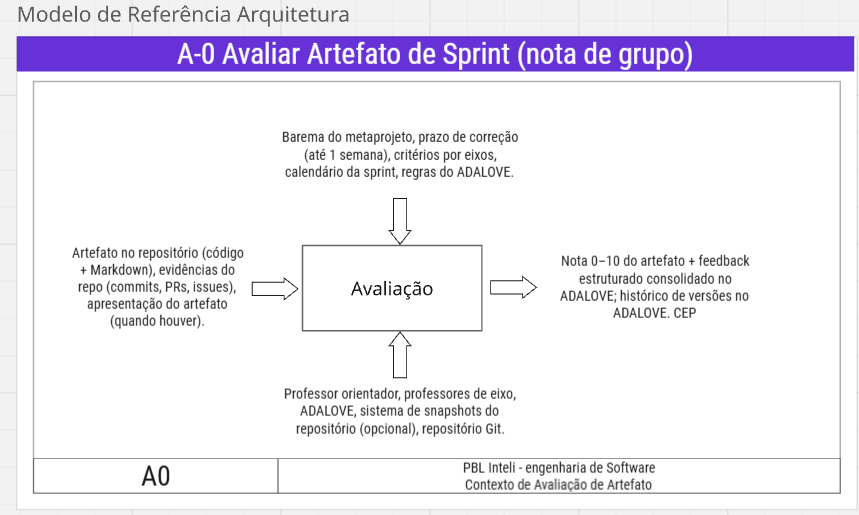 Modelo de Referência Arquitetura
A-0 Avaliar Artefato de Sprint (nota de grupo)
Barema do metaprojeto, prazo de correção
(até 1 semana), critérios por eixos,
calendário da sprint, regras do ADALOVE.
Artefato no repositório (código
+ Markdown), evidências do
repo (commits, PRs, issues),
apresentação do artefato
(quando houver).
Avaliação
Nota 0–10 do artefato + feedback
estruturado consolidado no
ADALOVE; histórico de versões no
ADALOVE. CEP
Professor orientador, professores de eixo,
ADALOVE, sistema de snapshots do
repositório (opcional), repositório Git.
A0
PBL Inteli - engenharia de Software
Contexto de Avaliação de Artefato